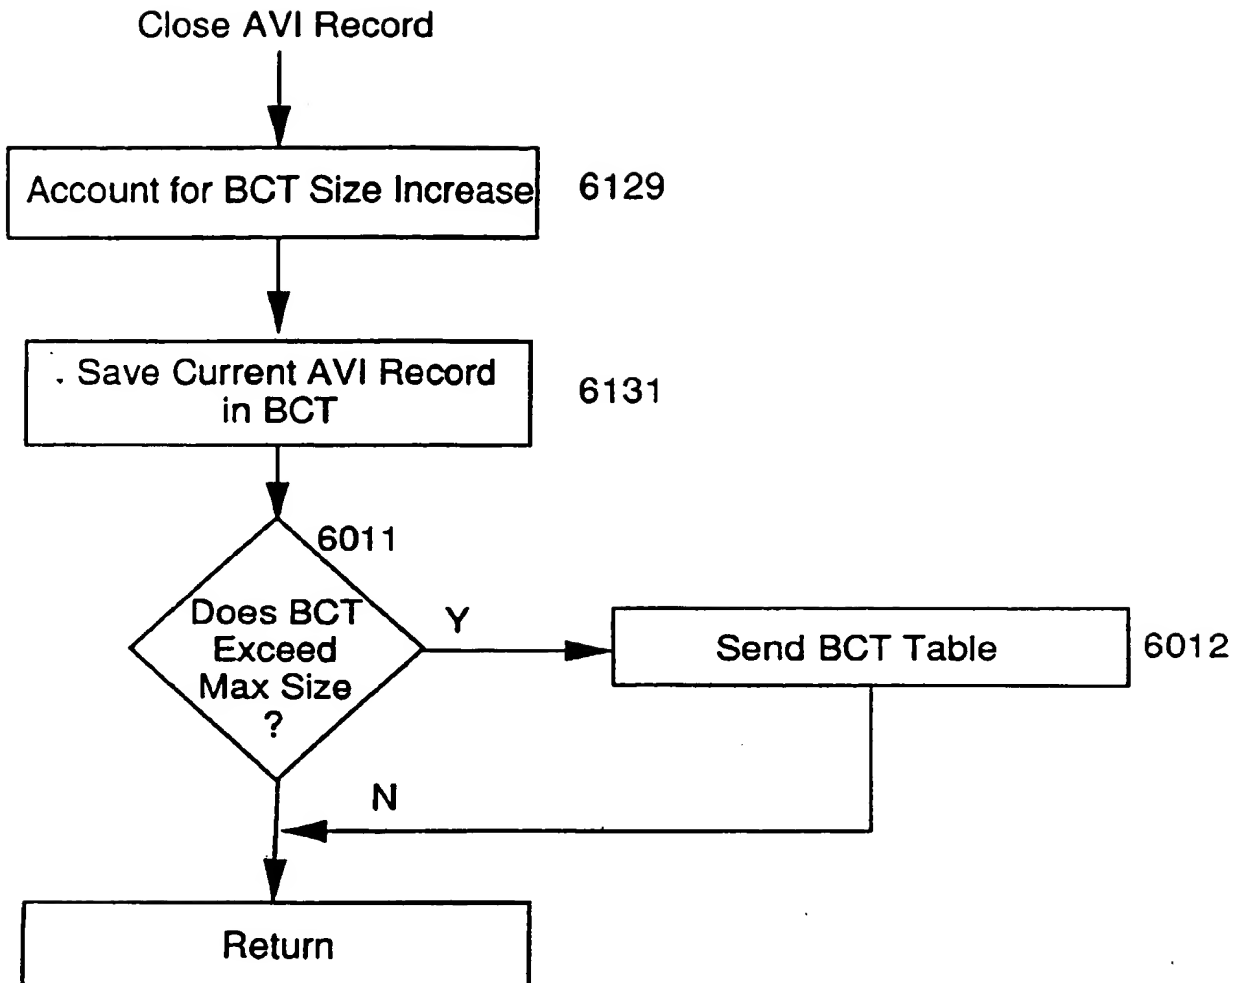 Close AVI Record
Account for BCT Size Increase
6129
Save Current AVI Record
in BCT
6131
6011
Does BCT
Exceed
Max Size
?
Y
Send BCT Table
6012
N
Return